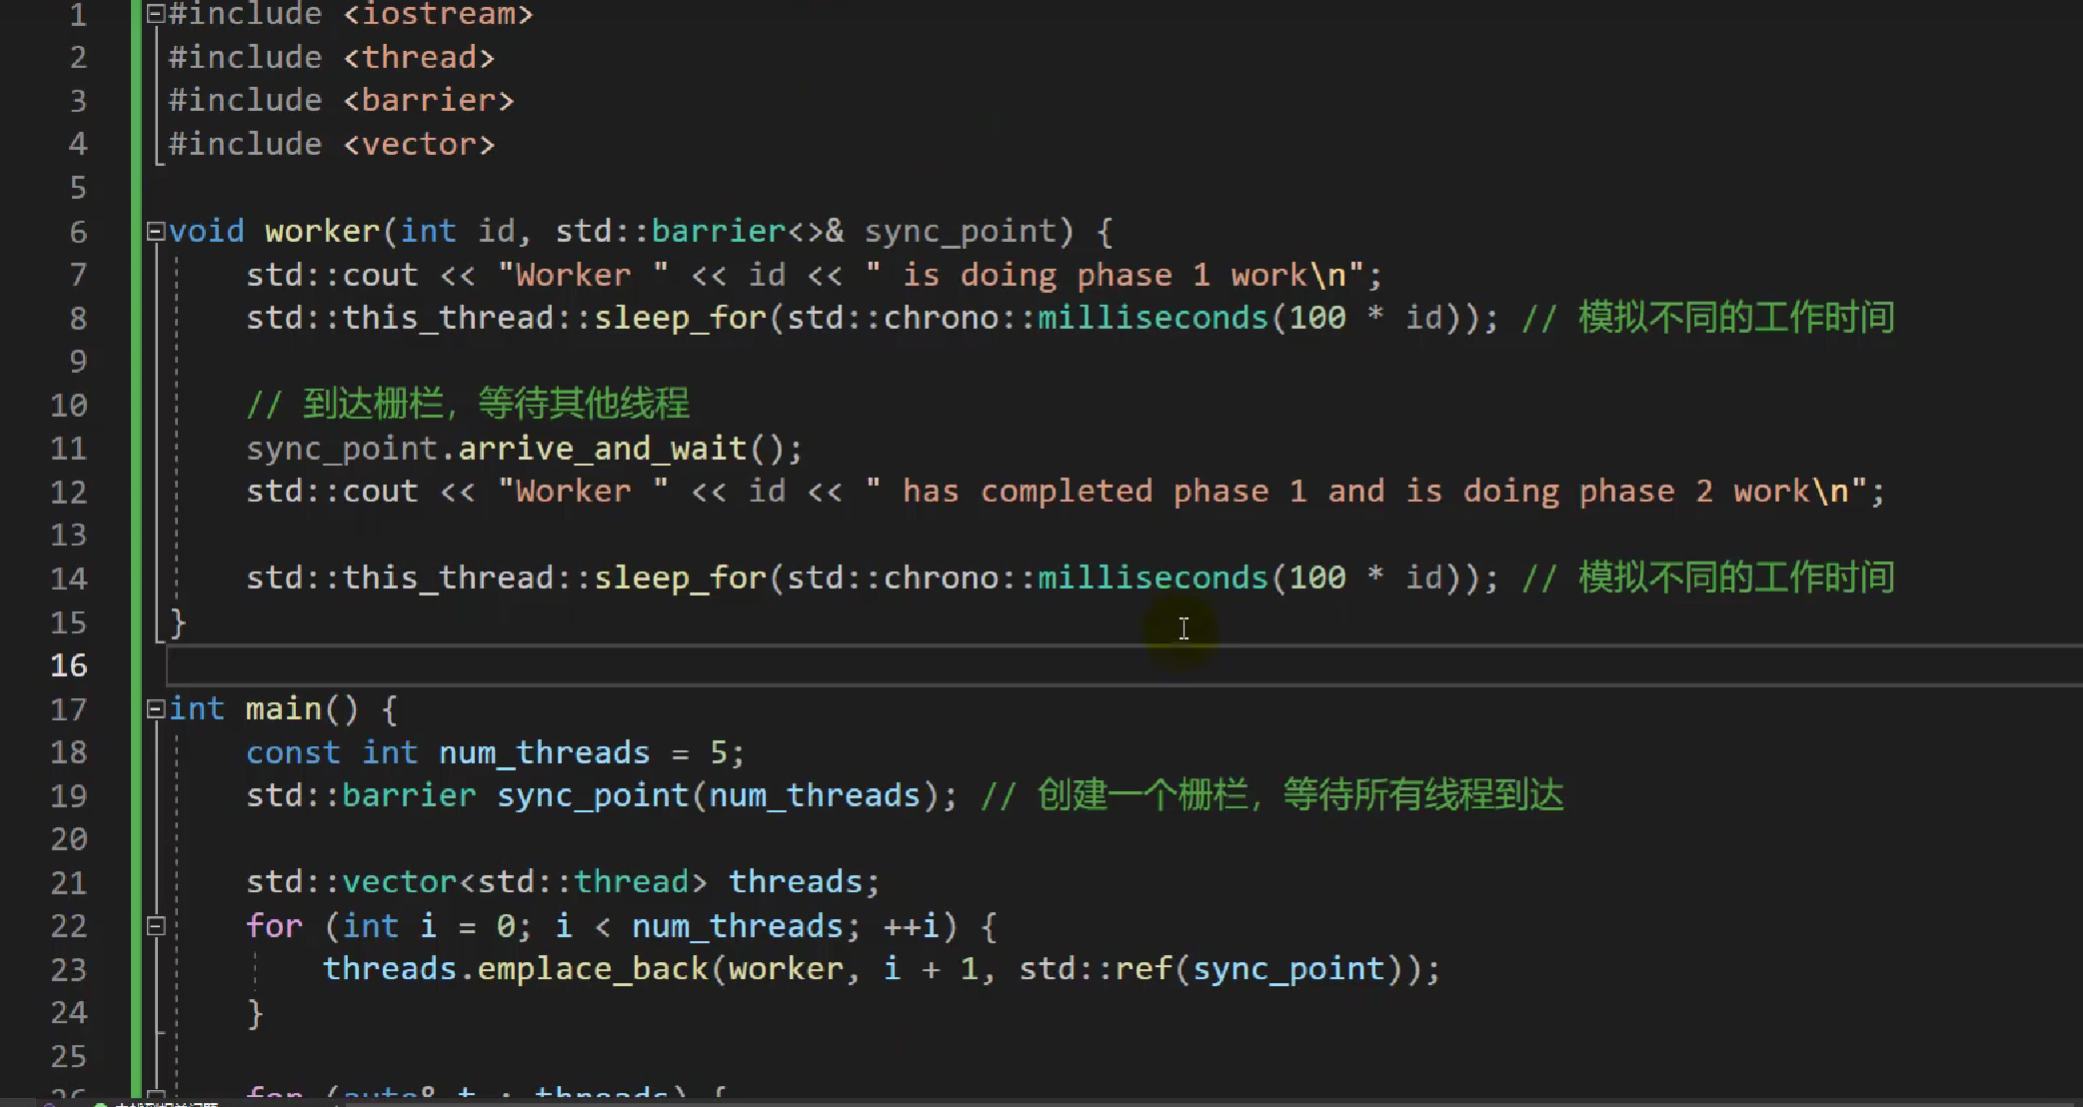 1 #include <iostream>
2 #include <thread>
3 #include <barrier>
4 #include <vector>
5
6 void worker(int id, std::barrier<>& sync_point) {
7 std::cout << "Worker " << id << " is doing phase 1 work\n";
8 std::this_thread::sleep_for(std::chrono::milliseconds(100 * id)); // 模拟不同的工作时间
9
10 // 到达栅栏，等待其他线程
11 sync_point.arrive_and_wait();
12 std::cout << "Worker " << id << " has completed phase 1 and is doing phase 2 work\n";
13
14 std::this_thread::sleep_for(std::chrono::milliseconds(100 * id)); // 模拟不同的工作时间
15 }
16
17 int main() {
18 const int num_threads = 5;
19 std::barrier sync_point(num_threads); // 创建一个栅栏，等待所有线程到达
20
21 std::vector<std::thread> threads;
22 for (int i = 0; i < num_threads; ++i) {
23 threads.emplace_back(worker, i + 1, std::ref(sync_point));
24 }
25
26 for (auto& t : threads) {